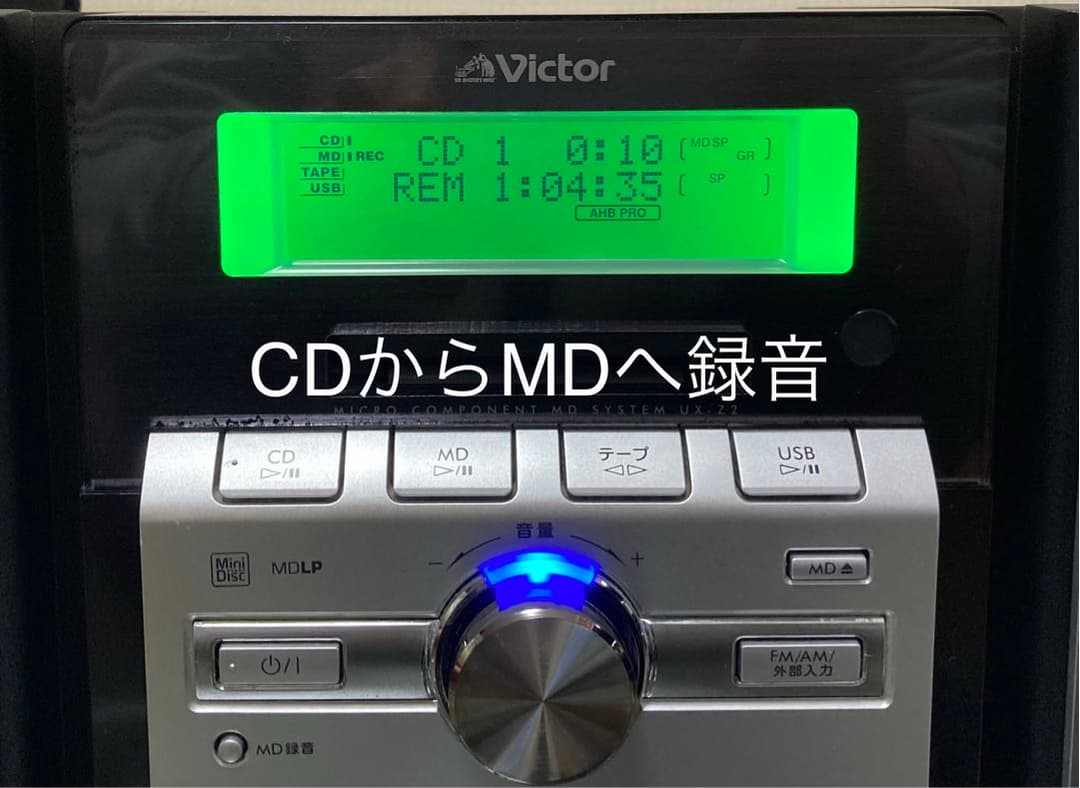 Victor
CD
MD REC CD 1 0:10 MD SP GR
TAPE
USB REM 1:04:35 SP
AHB PRO
CDからMDへ録音
MICRO COMPONENT MD SYSTEM UX-Z2
CD
MD
テープ
USB
音量
− +
Mini Disc
MDLP
MD
FM/AM/
外部入力
MD録音